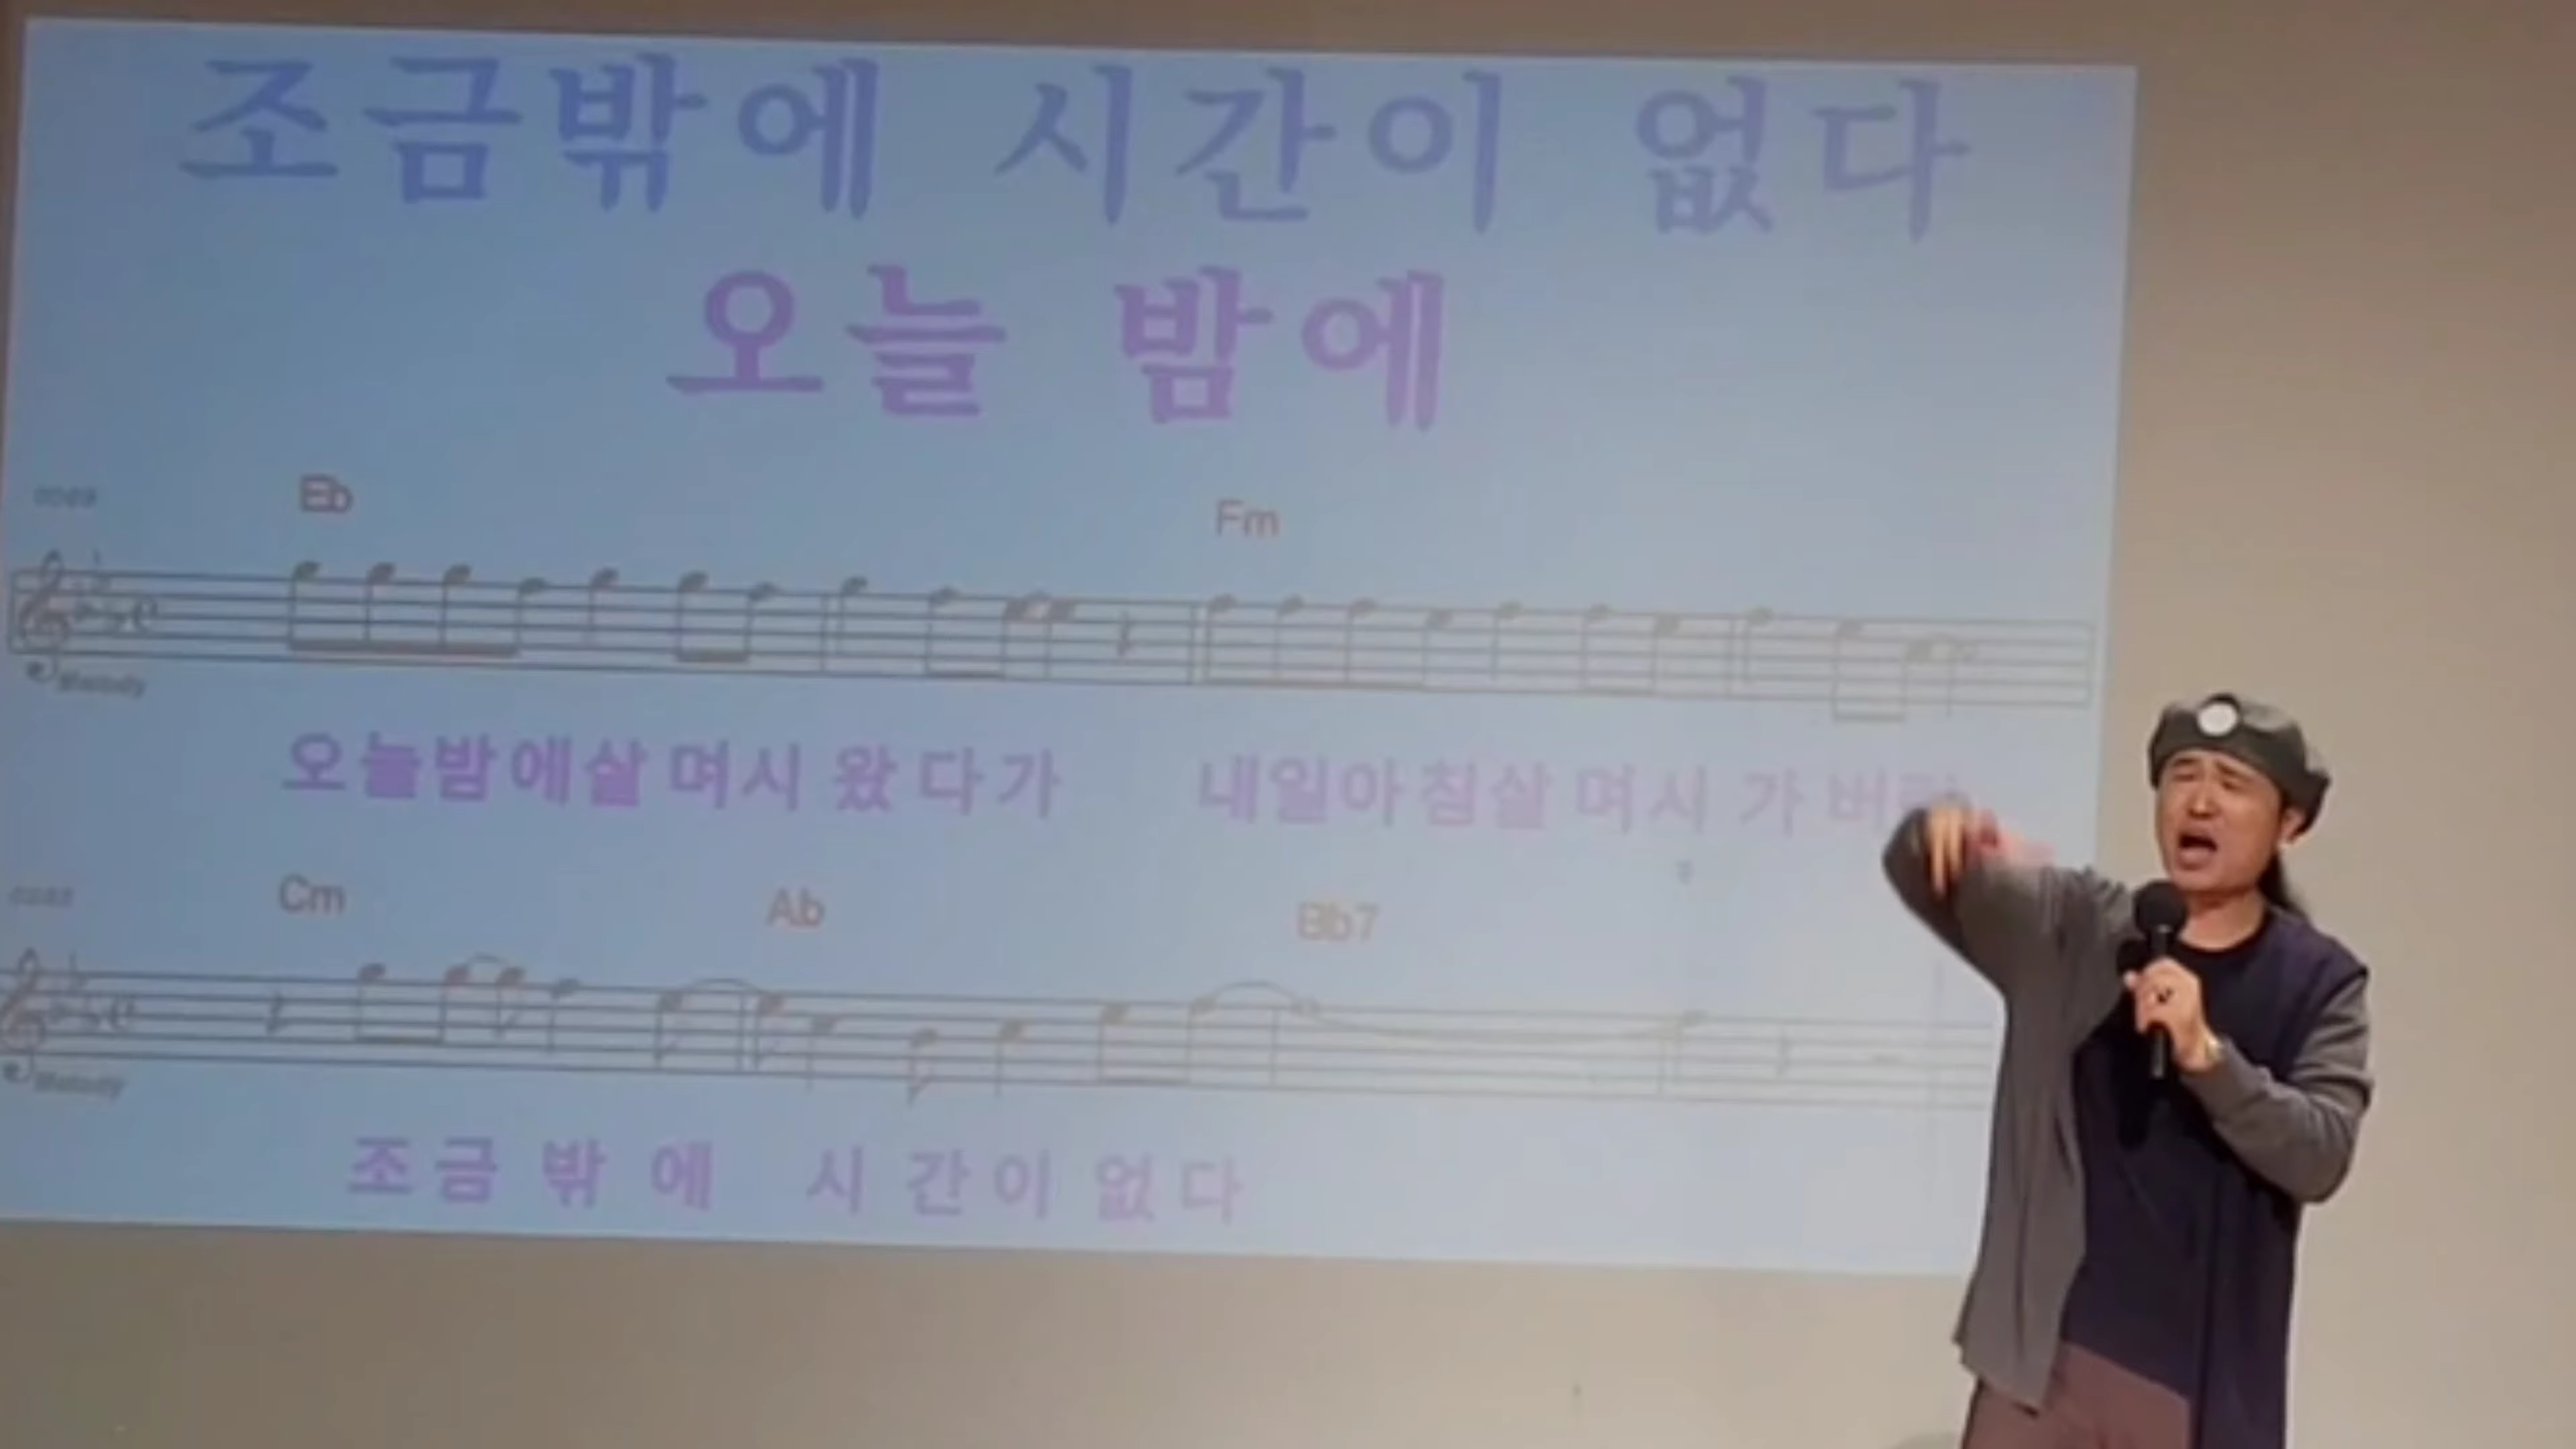 조금밖에 시간이 없다
오늘 밤에
Eb Fm
Melody
오늘밤에살며시왔다가 내일아침살며시가버
Cm Ab Bb7
Melody
조금밖에 시간이없다